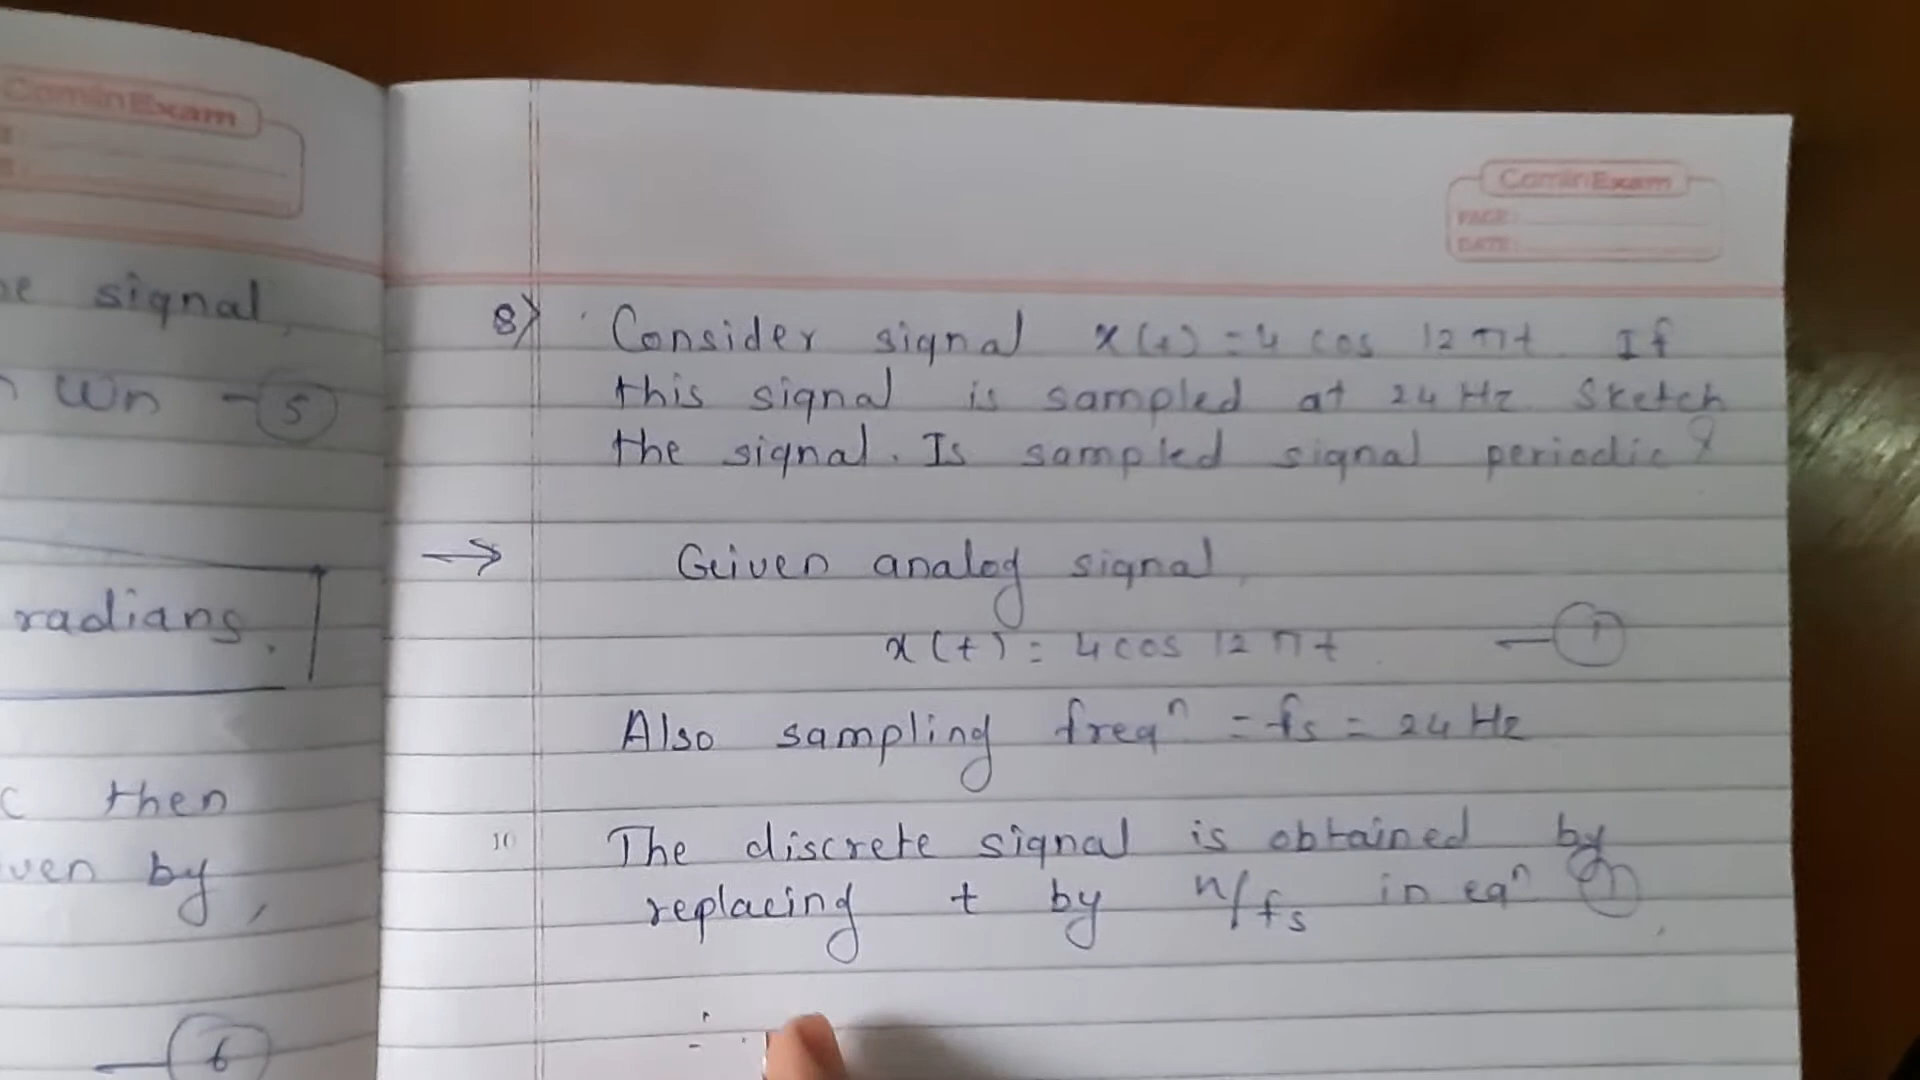 CominExam
be signal,
Wn - 5
radians.
then
ven by,
6
CominExam
PAGE:
DATE:
8) Consider signal x(t) = 4 cos 12πt. If
this signal is sampled at 24 Hz. Sketch
the signal. Is sampled signal periodic?
→ Given analog signal,
x(t) = 4 cos 12πt — 1
Also sampling freqⁿ = fs = 24 Hz
10 The discrete signal is obtained by
replacing t by n/fs in eqⁿ 1